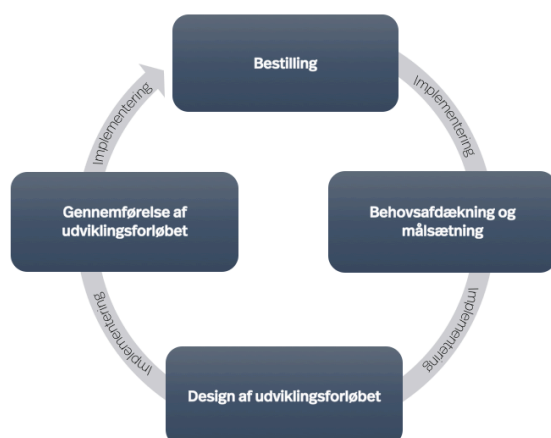 Bestilling
Implementering
Behovsafdækning og
målsætning
Implementering
Design af udviklingsforløbet
Implementering
Gennemførelse af
udviklingsforløbet
Implementering